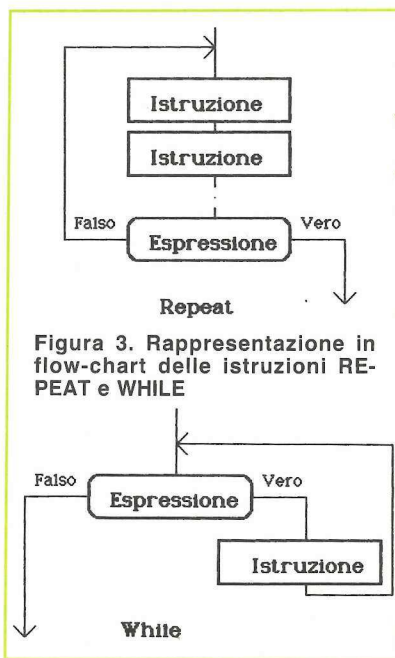 Istruzione
Istruzione
Falso Vero
Espressione
Repeat
Figura 3. Rappresentazione in
flow-chart delle istruzioni RE-
PEAT e WHILE
Falso Vero
Espressione
Istruzione
While